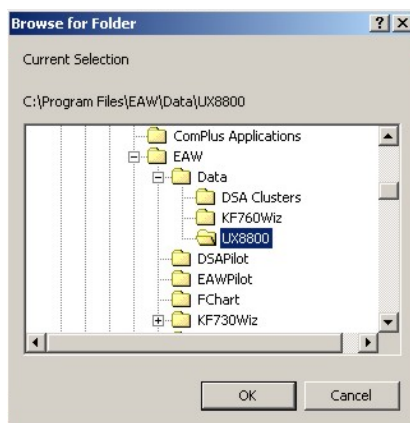 Browse for Folder
Current Selection
C:\Program Files\EAW\Data\UX8800
ComPlus Applications
EAW
Data
DSA Clusters
KF760Wiz
UX8800
DSAPilot
EAWPilot
FChart
KF730Wiz
OK
Cancel